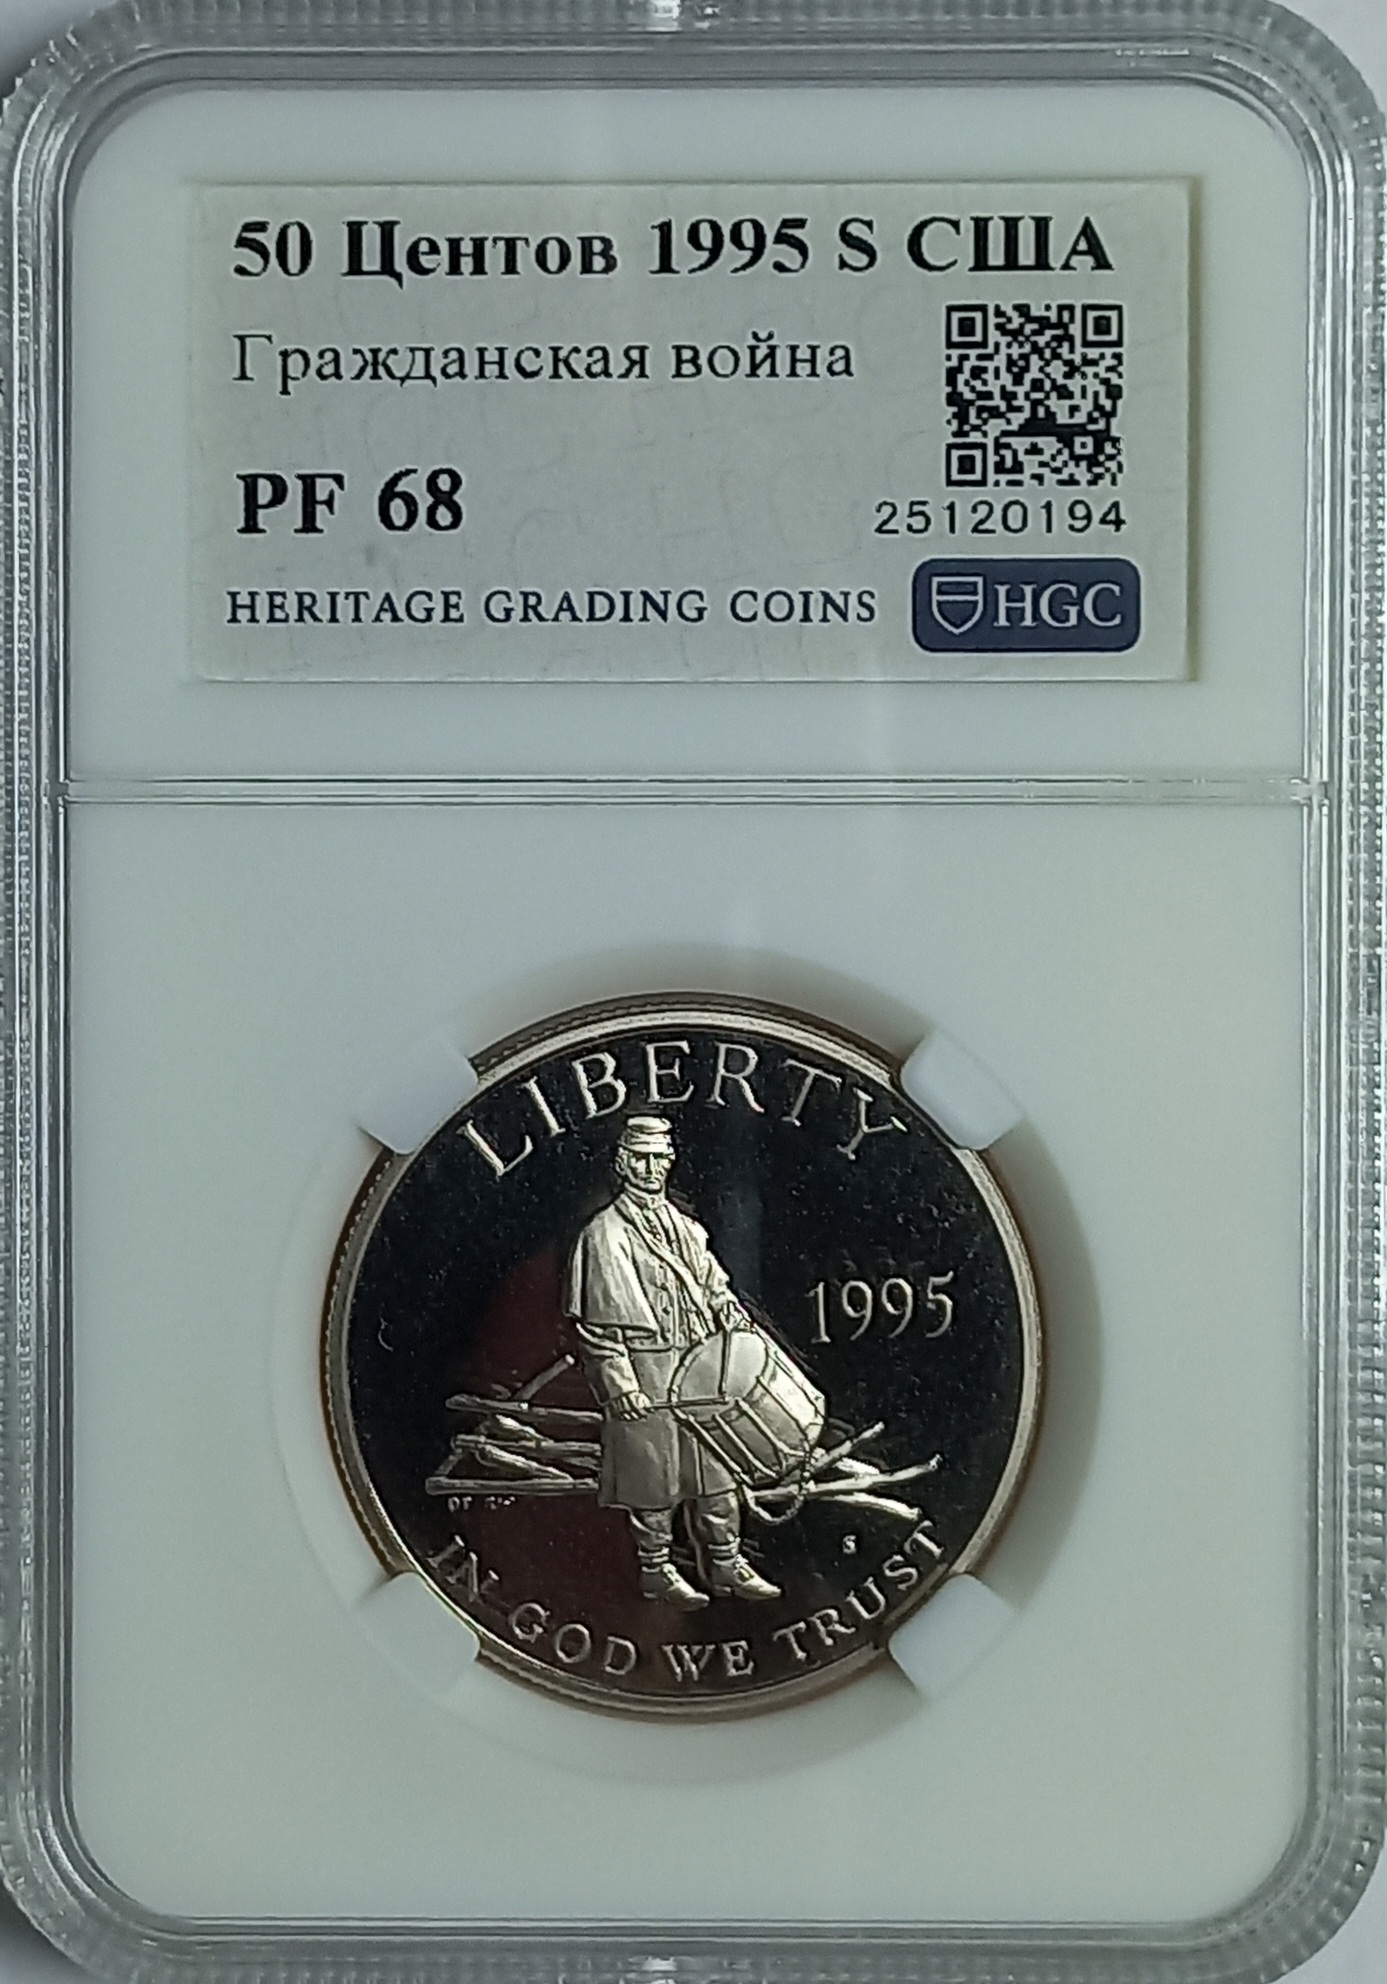 50 Центов 1995 S США
Гражданская война
PF 68
25120194
HERITAGE GRADING COINS
HGC
LIBERTY
1995
S
IN GOD WE TRUST